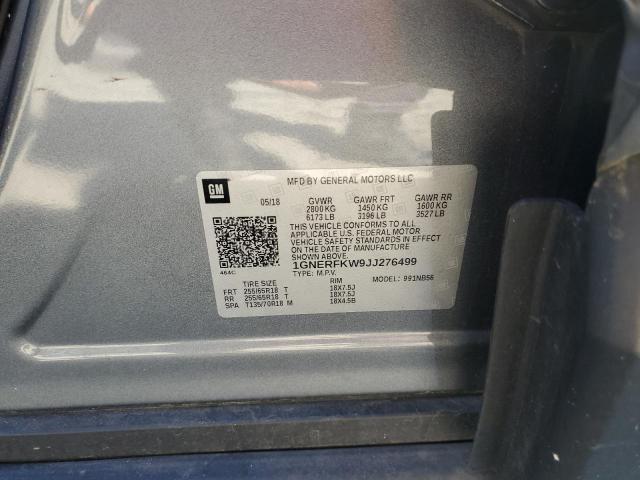 GM
MFD BY GENERAL MOTORS LLC
05/18 GVWR GAWR FRT GAWR RR
2800 KG 1450 KG 1600 KG
6173 LB 3196 LB 3527 LB
THIS VEHICLE CONFORMS TO ALL
APPLICABLE U.S. FEDERAL MOTOR
VEHICLE SAFETY STANDARDS IN EFFECT
ON THE DATE OF MANUFACTURE
SHOWN ABOVE.
1GNERFKW9JJ276499
464C TYPE: M.P.V. MODEL: 991NB56
TIRE SIZE RIM
FRT 255/65R18 T 18X7.5J
RR 255/65R18 T 18X7.5J
SPA T135/70R18 M 18X4.5B